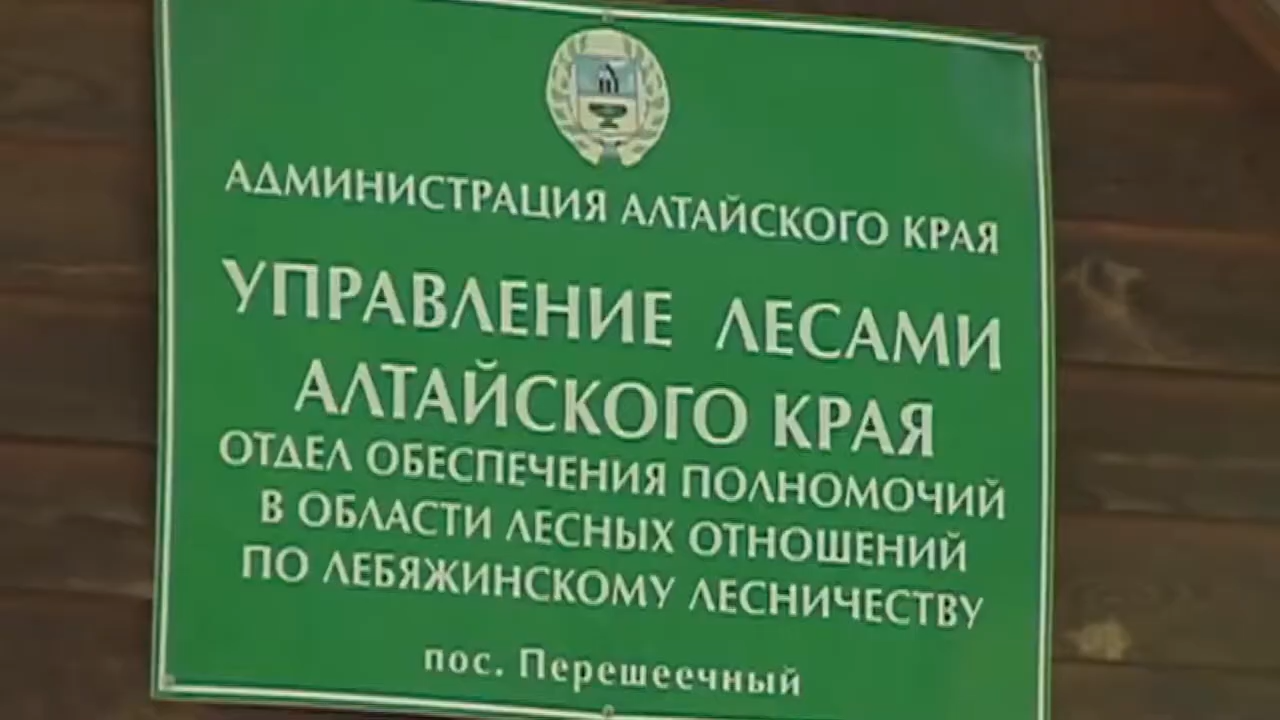 АДМИНИСТРАЦИЯ АЛТАЙСКОГО КРАЯ
УПРАВЛЕНИЕ ЛЕСАМИ
АЛТАЙСКОГО КРАЯ
ОТДЕЛ ОБЕСПЕЧЕНИЯ ПОЛНОМОЧИЙ
В ОБЛАСТИ ЛЕСНЫХ ОТНОШЕНИЙ
ПО ЛЕБЯЖИНСКОМУ ЛЕСНИЧЕСТВУ
пос. Перешеечный